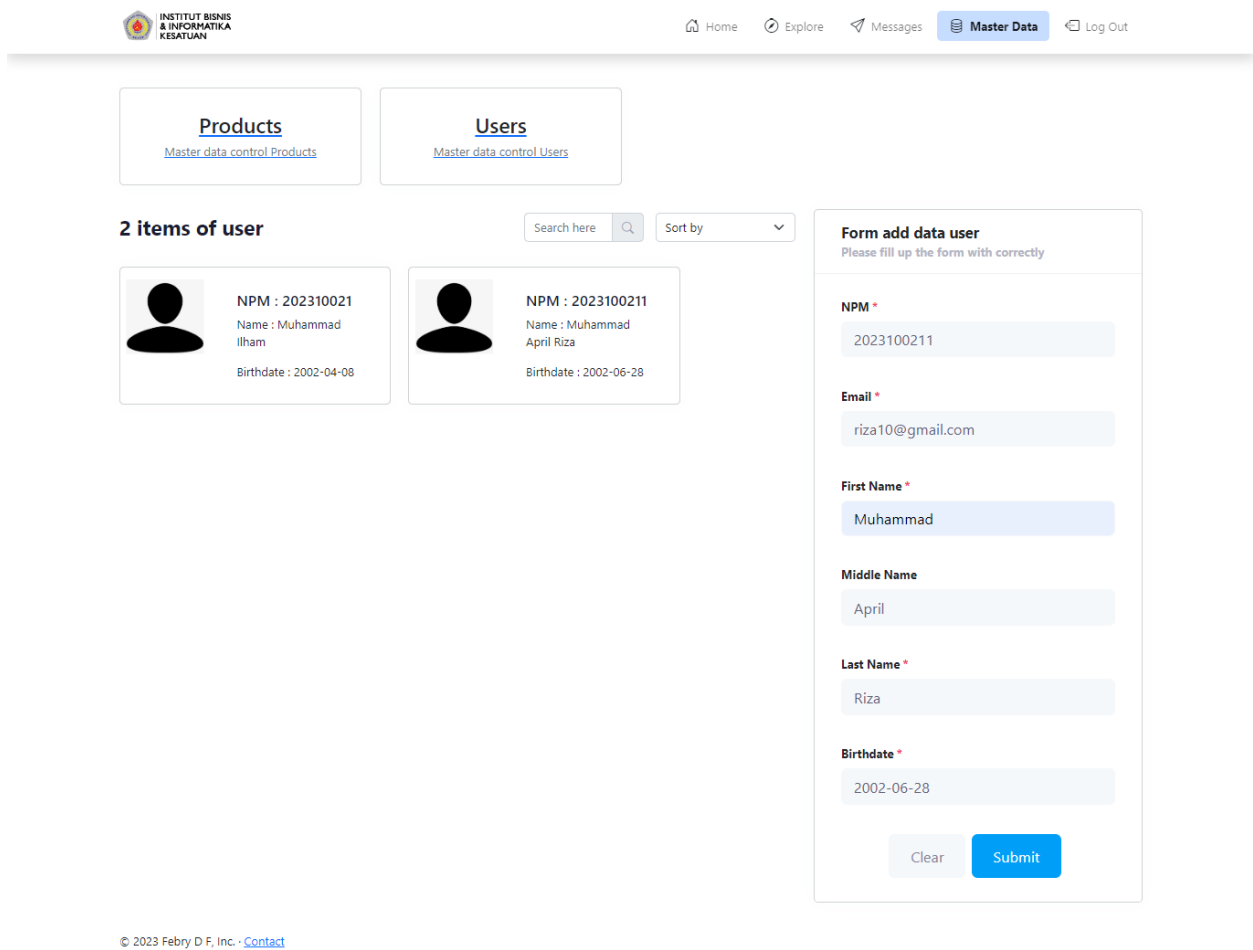 INSTITUT BISNIS
& INFORMATIKA
KESATUAN
Home
Explore
Messages
Master Data
Log Out
Products
Master data control Products
Users
Master data control Users
2 items of user
Search here
Sort by
NPM : 202310021
Name : Muhammad
Ilham
Birthdate : 2002-04-08
NPM : 2023100211
Name : Muhammad
April Riza
Birthdate : 2002-06-28
Form add data user
Please fill up the form with correctly
NPM *
2023100211
Email *
riza10@gmail.com
First Name *
Muhammad
Middle Name
April
Last Name *
Riza
Birthdate *
2002-06-28
Clear
Submit
© 2023 Febry D F, Inc. · Contact